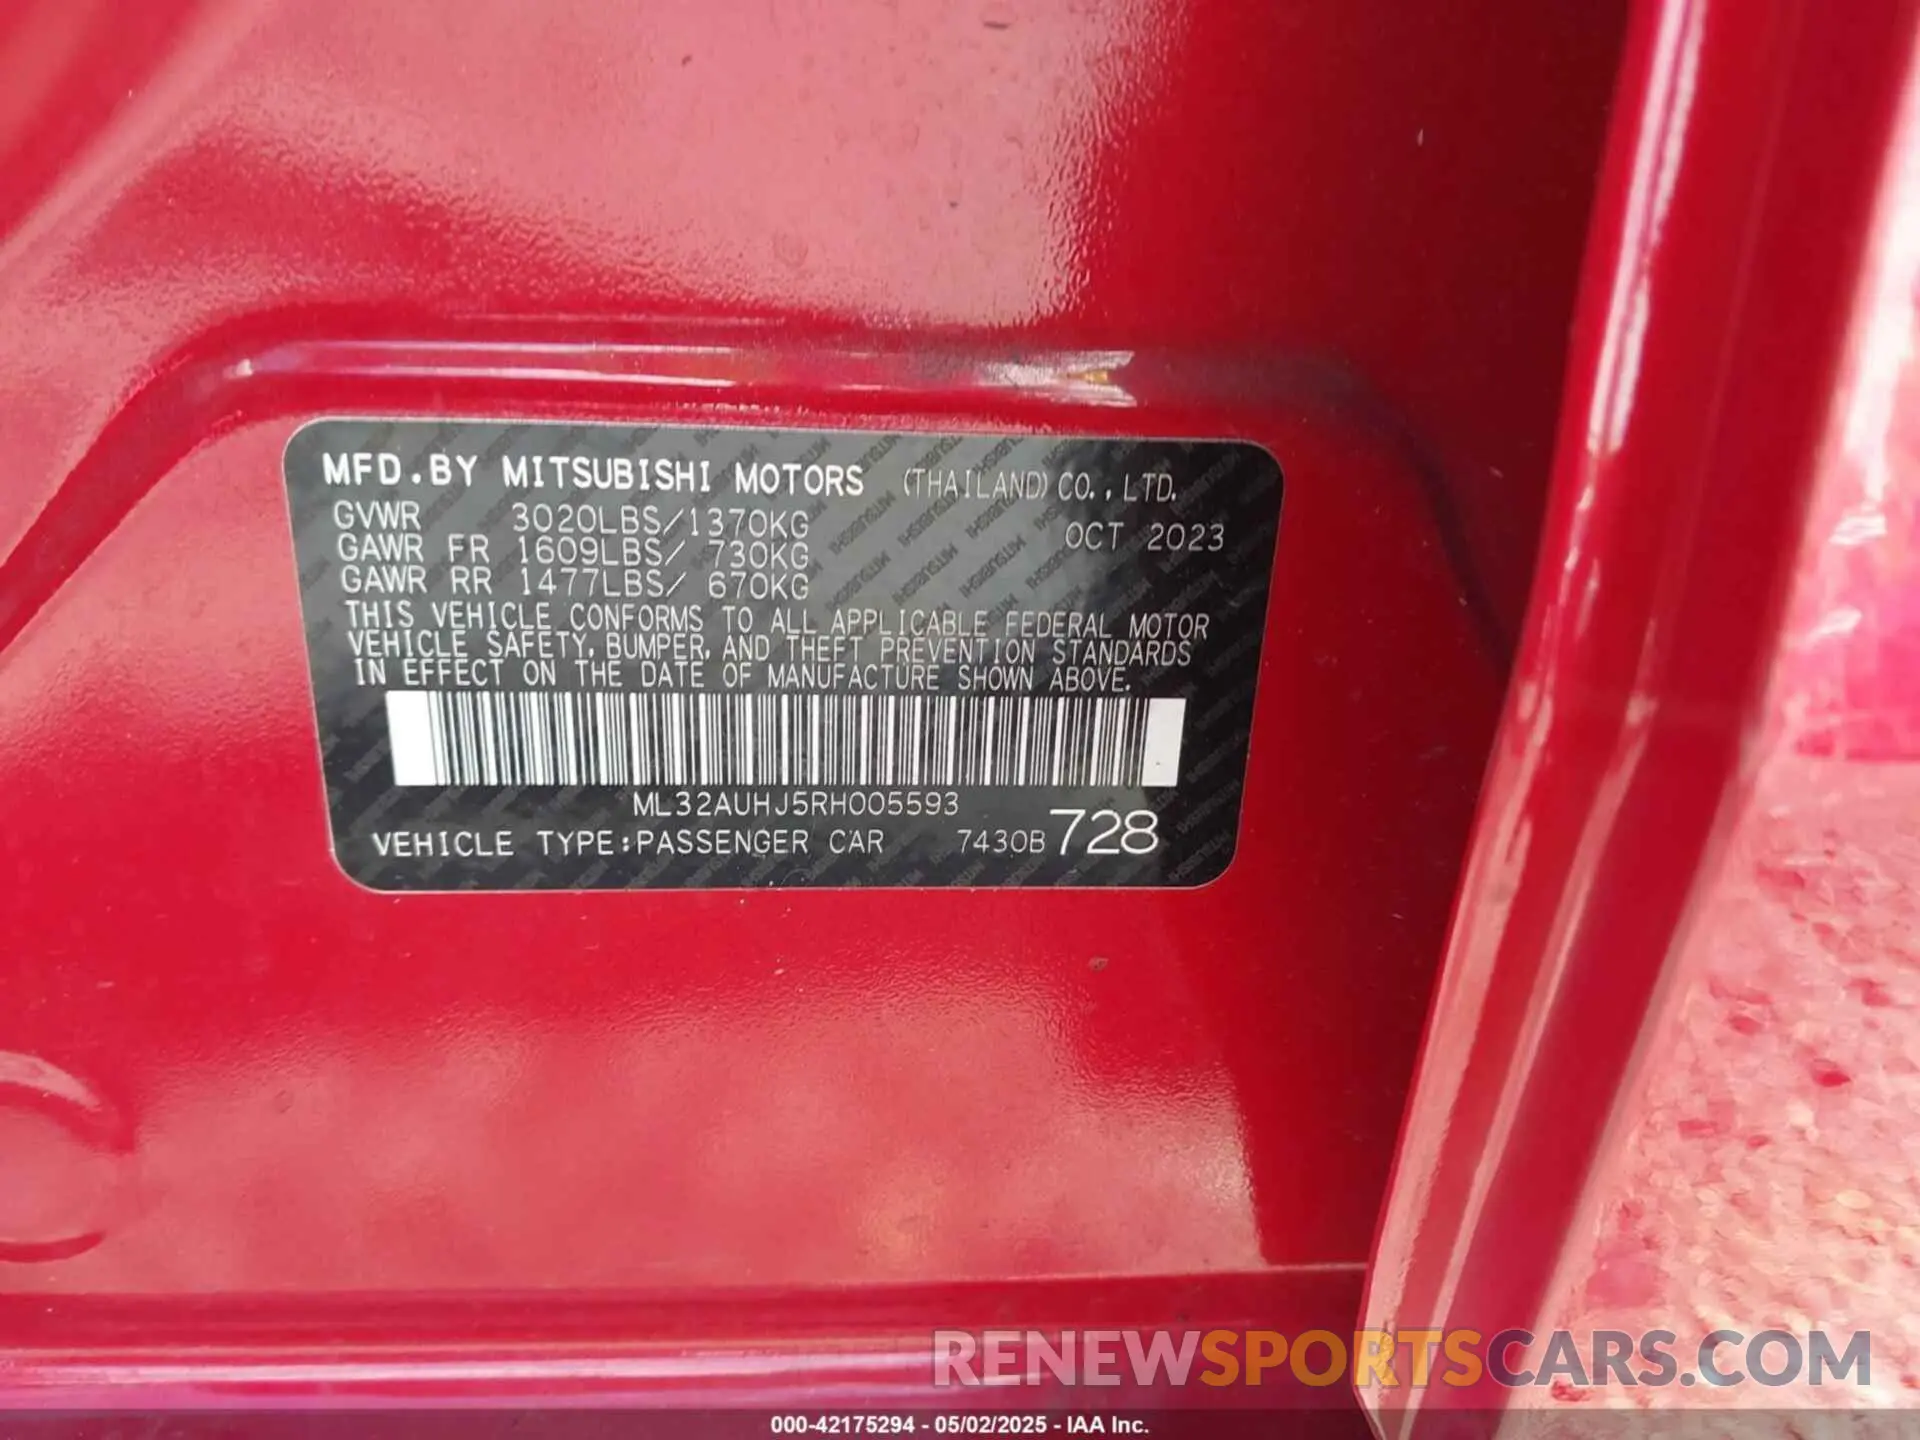 MFD.BY MITSUBISHI MOTORS (THAILAND) CO., LTD.
GVWR 3020LBS/1370KG OCT 2023
GAWR FR 1609LBS/ 730KG
GAWR RR 1477LBS/ 670KG
THIS VEHICLE CONFORMS TO ALL APPLICABLE FEDERAL MOTOR
VEHICLE SAFETY, BUMPER, AND THEFT PREVENTION STANDARDS
IN EFFECT ON THE DATE OF MANUFACTURE SHOWN ABOVE.
ML32AUHJ5RH005593
VEHICLE TYPE:PASSENGER CAR 7430B 728
RENEWSPORTSCARS.COM
000-42175294 - 05/02/2025 - IAA Inc.